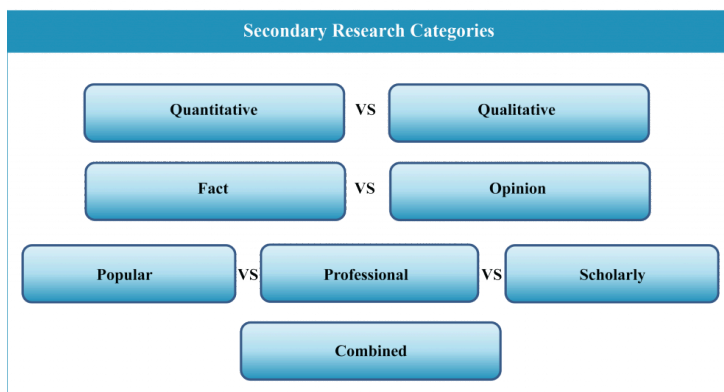 Secondary Research Categories
Quantitative VS Qualitative
Fact VS Opinion
Popular VS Professional VS Scholarly
Combined